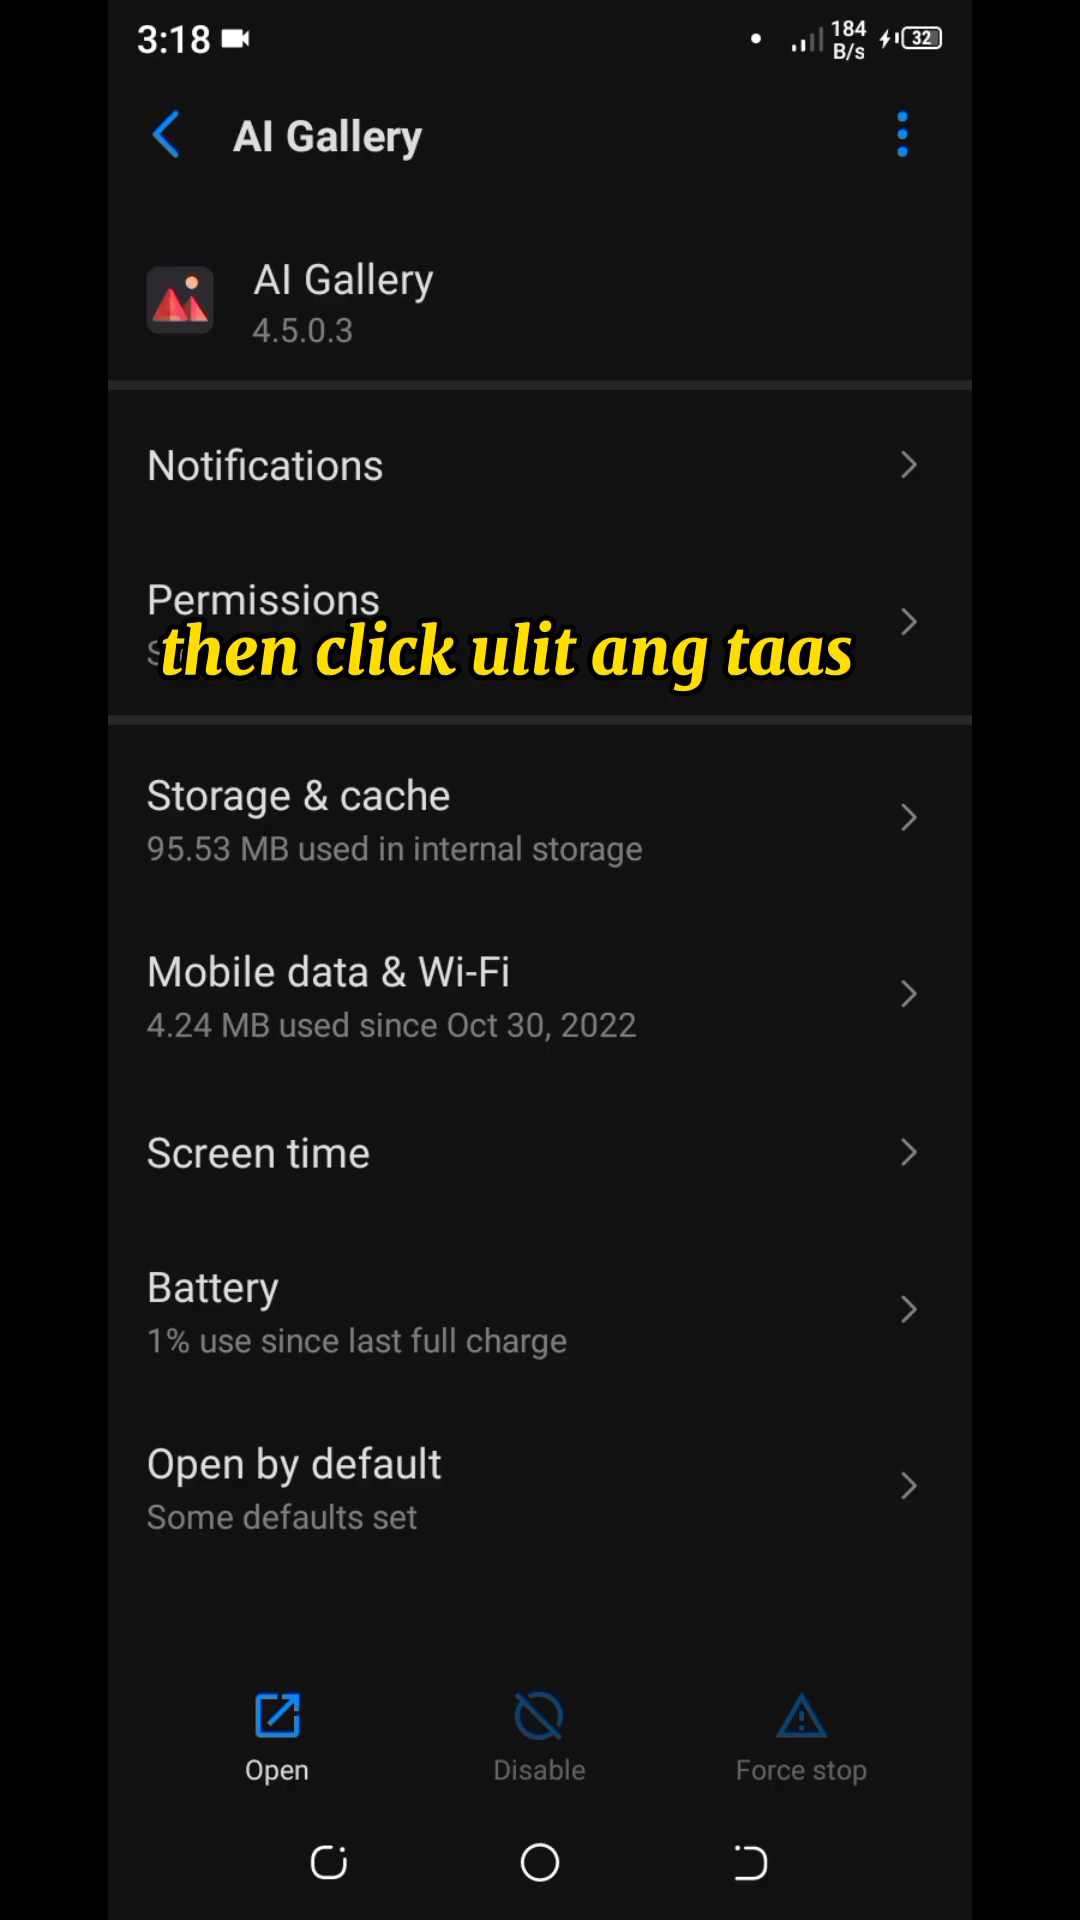 3:18
184
B/s
32
AI Gallery
AI Gallery
4.5.0.3
Notifications
Permissions
then click ulit ang taas
Storage & cache
95.53 MB used in internal storage
Mobile data & Wi-Fi
4.24 MB used since Oct 30, 2022
Screen time
Battery
1% use since last full charge
Open by default
Some defaults set
Open
Disable
Force stop